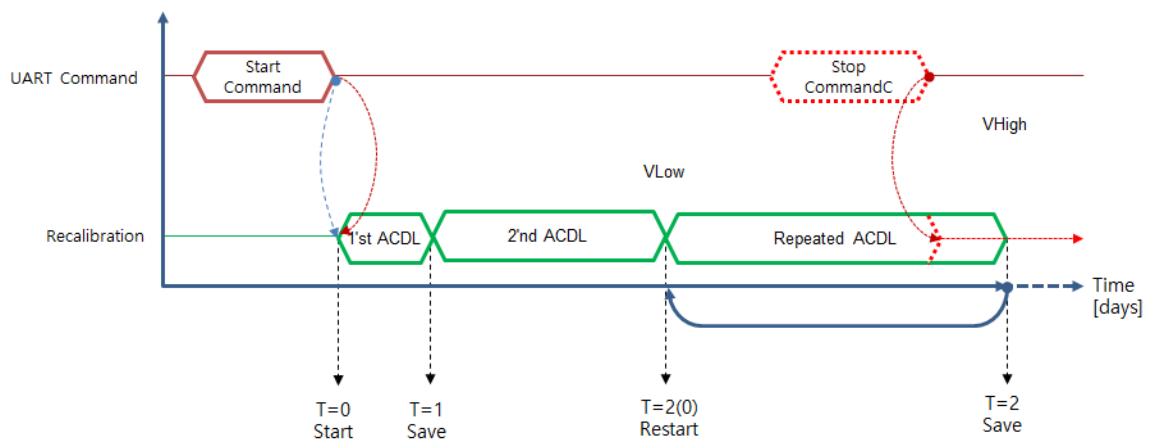 UART Command
Start
Command
Stop
CommandC
VHigh
VLow
Recalibration
1'st ACDL
2'nd ACDL
Repeated ACDL
Time
[days]
T=0
Start
T=1
Save
T=2(0)
Restart
T=2
Save